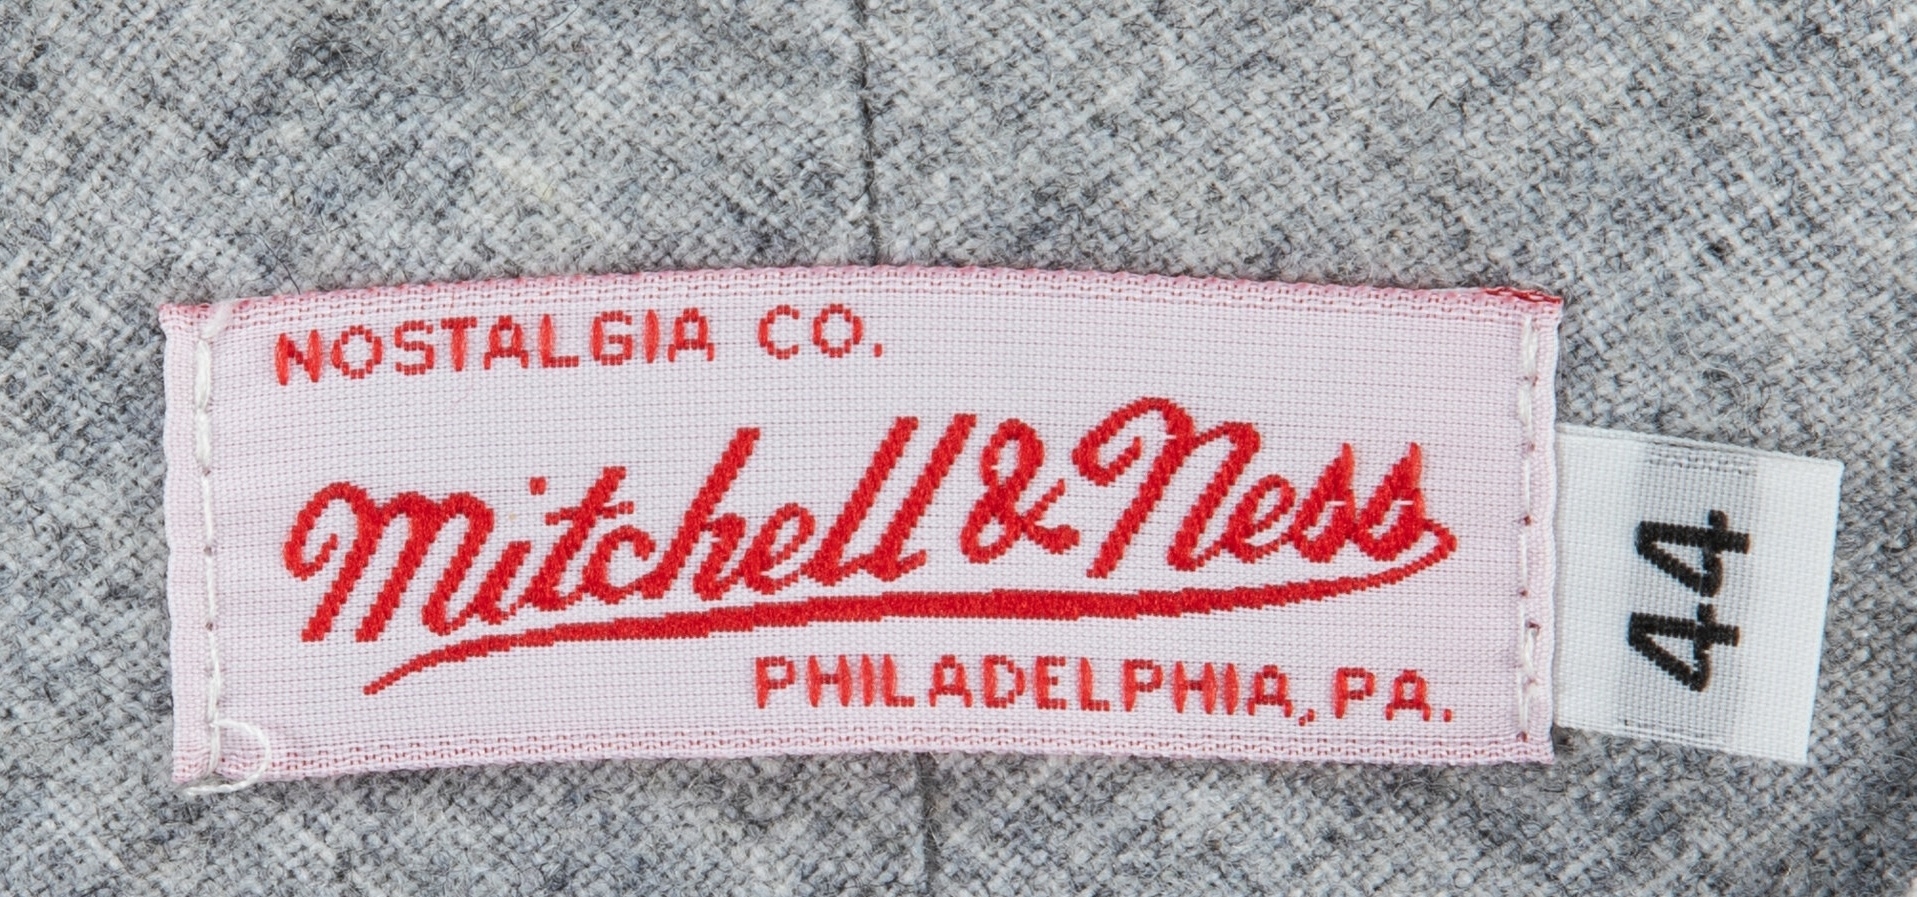 NOSTALGIA CO.
Mitchell & Ness
PHILADELPHIA, PA.
44